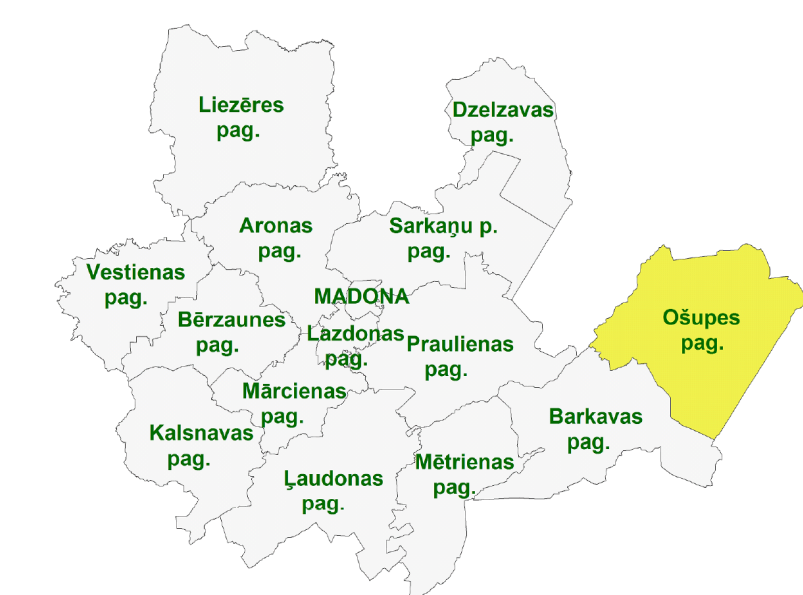 Liezēres
pag.
Dzelzavas
pag.
Aronas
pag.
Sarkaņu p.
pag.
Vestienas
pag.
MADONA
Bērzaunes
pag.
Lazdonas
pag.
Praulienas
pag.
Ošupes
pag.
Mārcienas
pag.
Kalsnavas
pag.
Barkavas
pag.
Ļaudonas
pag.
Mētrienas
pag.